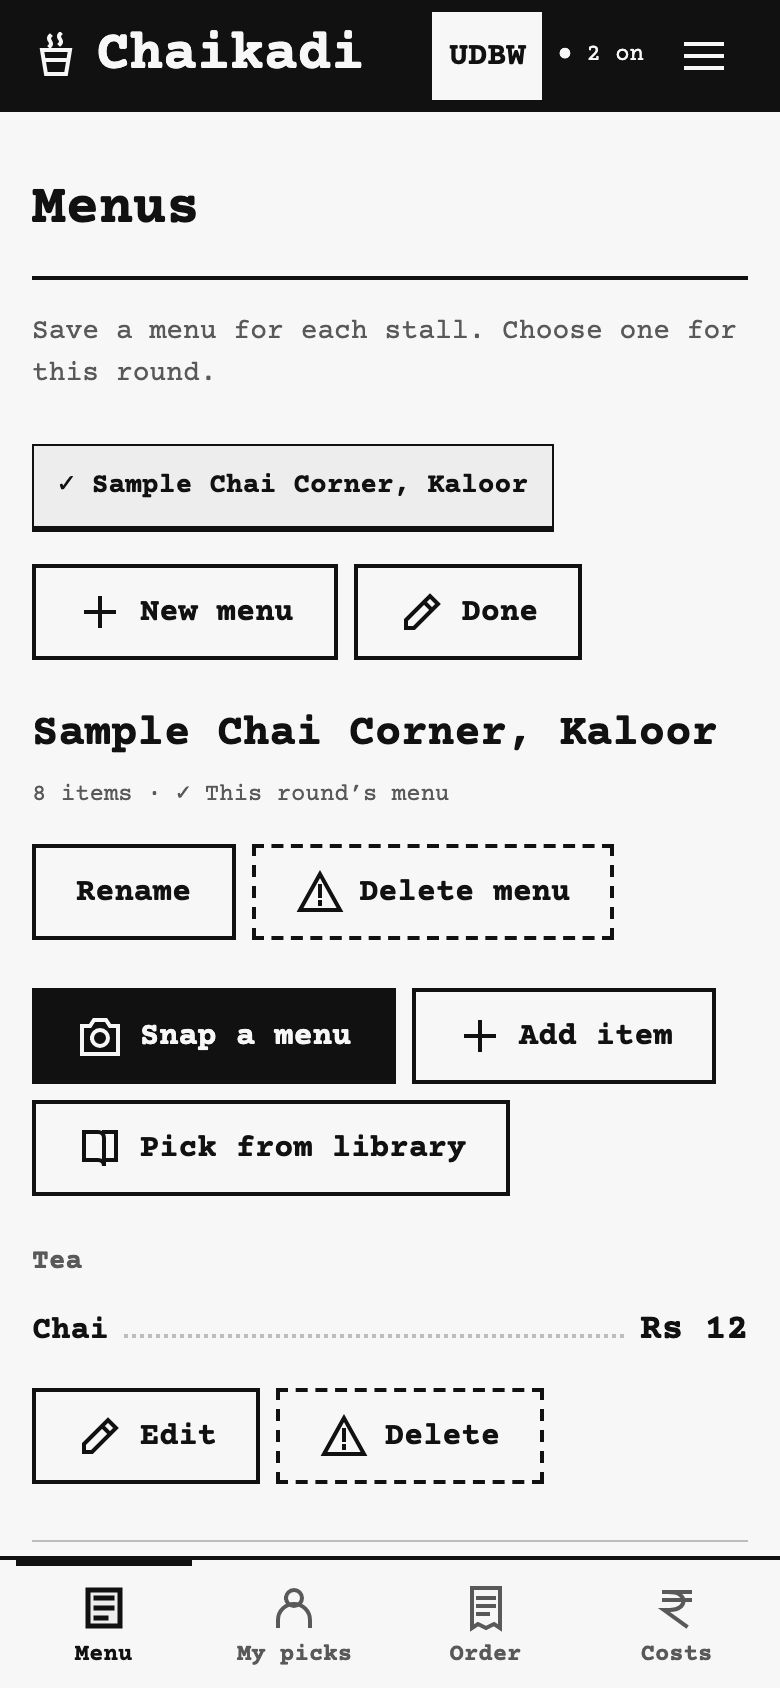 Chaikadi UDBW • 2 on
Menus
Save a menu for each stall. Choose one for
this round.
✓ Sample Chai Corner, Kaloor
New menu Done
Sample Chai Corner, Kaloor
8 items · ✓ This round’s menu
Rename Delete menu
Snap a menu Add item
Pick from library
Tea
Chai Rs 12
Edit Delete
Menu My picks Order Costs